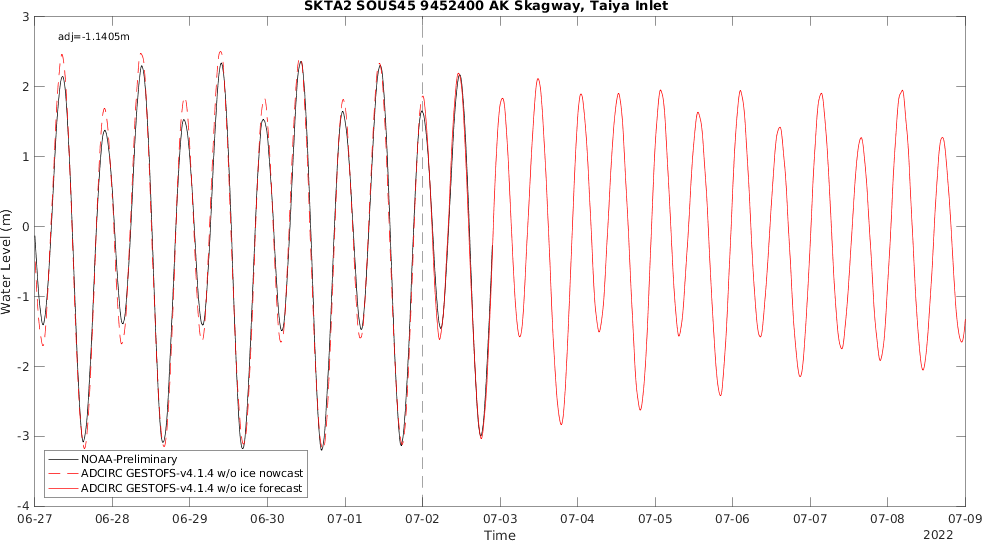 SKTA2 SOUS45 9452400 AK Skagway, Taiya Inlet
adj=-1.1405m
3
2
1
0
-1
-2
-3
-4
Water Level (m)
NOAA-Preliminary
ADCIRC GESTOFS-v4.1.4 w/o ice nowcast
ADCIRC GESTOFS-v4.1.4 w/o ice forecast
06-27 06-28 06-29 06-30 07-01 07-02 07-03 07-04 07-05 07-06 07-07 07-08 07-09
Time
2022